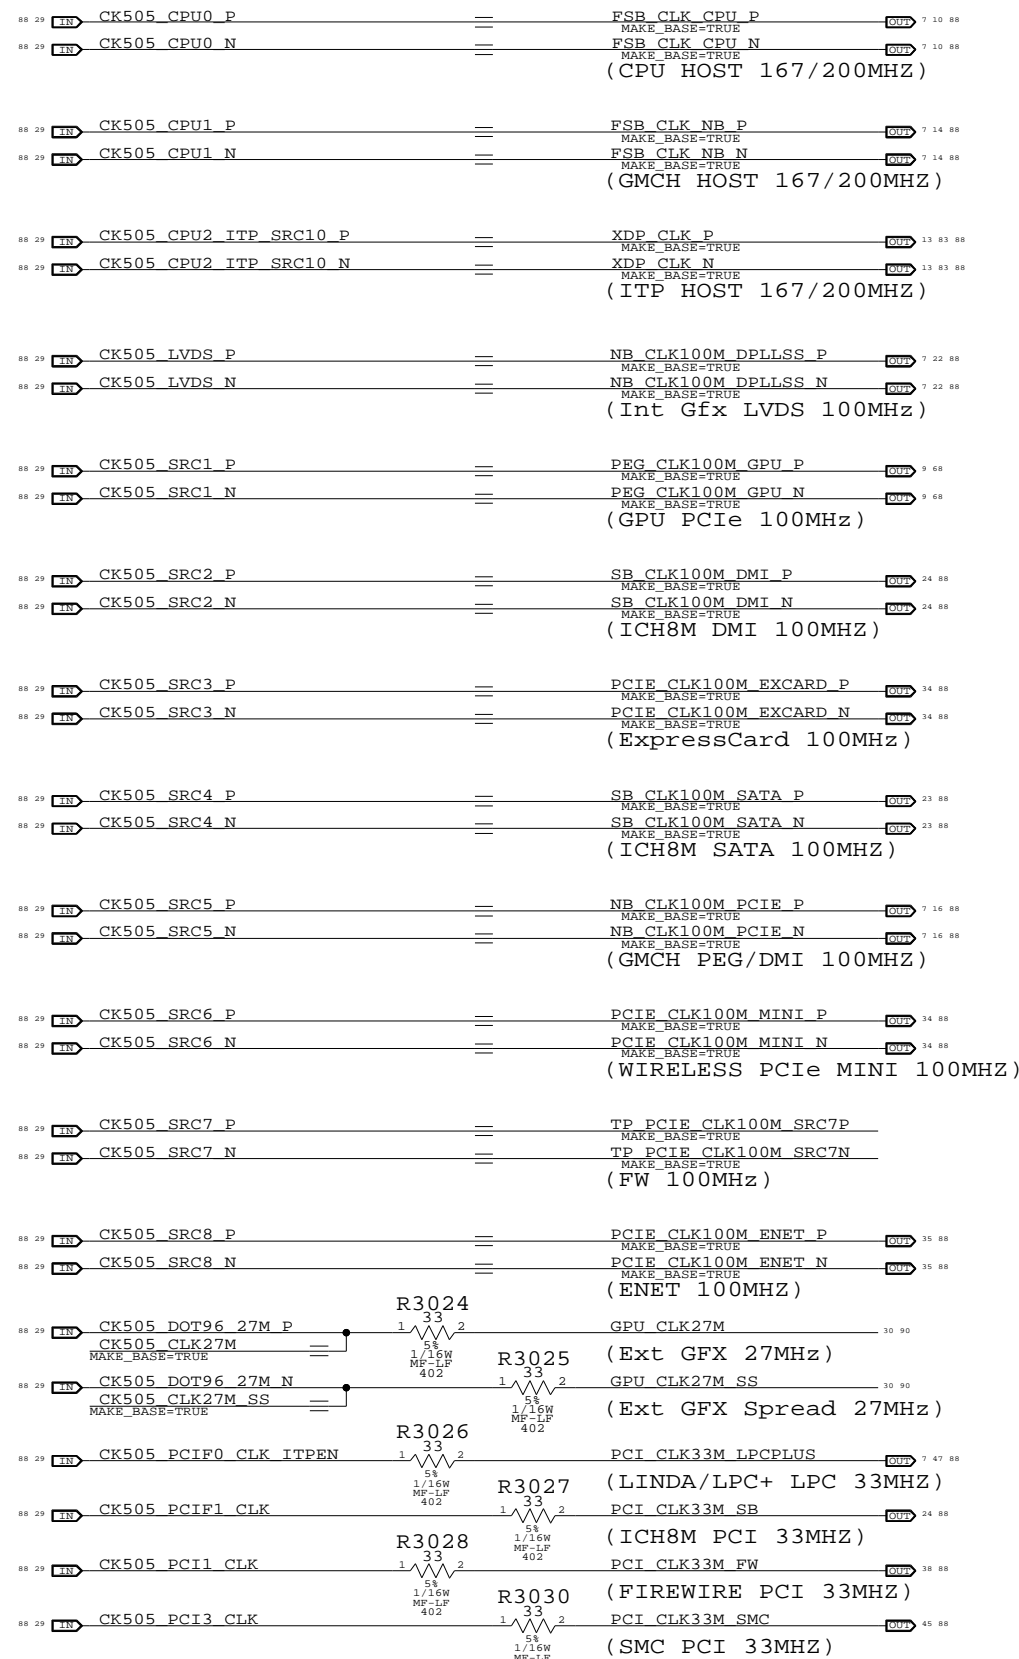 88 29 IN CK505_CPU0_P FSB_CLK_CPU_P OUT 7 10 88
MAKE_BASE=TRUE
88 29 IN CK505_CPU0_N FSB_CLK_CPU_N OUT 7 10 88
MAKE_BASE=TRUE
(CPU HOST 167/200MHZ)
88 29 IN CK505_CPU1_P FSB_CLK_NB_P OUT 7 14 88
MAKE_BASE=TRUE
88 29 IN CK505_CPU1_N FSB_CLK_NB_N OUT 7 14 88
MAKE_BASE=TRUE
(GMCH HOST 167/200MHZ)
88 29 IN CK505_CPU2_ITP_SRC10_P XDP_CLK_P OUT 13 83 88
MAKE_BASE=TRUE
88 29 IN CK505_CPU2_ITP_SRC10_N XDP_CLK_N OUT 13 83 88
MAKE_BASE=TRUE
(ITP HOST 167/200MHZ)
88 29 IN CK505_LVDS_P NB_CLK100M_DPLLSS_P OUT 7 22 88
MAKE_BASE=TRUE
88 29 IN CK505_LVDS_N NB_CLK100M_DPLLSS_N OUT 7 22 88
MAKE_BASE=TRUE
(Int Gfx LVDS 100MHz)
88 29 IN CK505_SRC1_P PEG_CLK100M_GPU_P OUT 9 68
MAKE_BASE=TRUE
88 29 IN CK505_SRC1_N PEG_CLK100M_GPU_N OUT 9 68
MAKE_BASE=TRUE
(GPU PCIe 100MHz)
88 29 IN CK505_SRC2_P SB_CLK100M_DMI_P OUT 24 88
MAKE_BASE=TRUE
88 29 IN CK505_SRC2_N SB_CLK100M_DMI_N OUT 24 88
MAKE_BASE=TRUE
(ICH8M DMI 100MHZ)
88 29 IN CK505_SRC3_P PCIE_CLK100M_EXCARD_P OUT 34 88
MAKE_BASE=TRUE
88 29 IN CK505_SRC3_N PCIE_CLK100M_EXCARD_N OUT 34 88
MAKE_BASE=TRUE
(ExpressCard 100MHz)
88 29 IN CK505_SRC4_P SB_CLK100M_SATA_P OUT 23 88
MAKE_BASE=TRUE
88 29 IN CK505_SRC4_N SB_CLK100M_SATA_N OUT 23 88
MAKE_BASE=TRUE
(ICH8M SATA 100MHZ)
88 29 IN CK505_SRC5_P NB_CLK100M_PCIE_P OUT 7 16 88
MAKE_BASE=TRUE
88 29 IN CK505_SRC5_N NB_CLK100M_PCIE_N OUT 7 16 88
MAKE_BASE=TRUE
(GMCH PEG/DMI 100MHZ)
88 29 IN CK505_SRC6_P PCIE_CLK100M_MINI_P OUT 34 88
MAKE_BASE=TRUE
88 29 IN CK505_SRC6_N PCIE_CLK100M_MINI_N OUT 34 88
MAKE_BASE=TRUE
(WIRELESS PCIe MINI 100MHZ)
88 29 IN CK505_SRC7_P TP_PCIE_CLK100M_SRC7P
MAKE_BASE=TRUE
88 29 IN CK505_SRC7_N TP_PCIE_CLK100M_SRC7N
MAKE_BASE=TRUE
(FW 100MHz)
88 29 IN CK505_SRC8_P PCIE_CLK100M_ENET_P OUT 35 88
MAKE_BASE=TRUE
88 29 IN CK505_SRC8_N PCIE_CLK100M_ENET_N OUT 35 88
MAKE_BASE=TRUE
(ENET 100MHZ)
R3024
33
88 29 IN CK505_DOT96_27M_P 1 2 GPU_CLK27M 30 90
CK505_CLK27M
MAKE_BASE=TRUE
5%
1/16W
MF-LF
402
(Ext GFX 27MHz)
R3025
33
88 29 IN CK505_DOT96_27M_N 1 2 GPU_CLK27M_SS 30 90
CK505_CLK27M_SS
MAKE_BASE=TRUE
5%
1/16W
MF-LF
402
(Ext GFX Spread 27MHz)
R3026
33
88 29 IN CK505_PCIF0_CLK_ITPEN 1 2 PCI_CLK33M_LPCPLUS OUT 7 47 88
5%
1/16W
MF-LF
402
(LINDA/LPC+ LPC 33MHZ)
R3027
33
88 29 IN CK505_PCIF1_CLK 1 2 PCI_CLK33M_SB OUT 24 88
5%
1/16W
MF-LF
402
(ICH8M PCI 33MHZ)
R3028
33
88 29 IN CK505_PCI1_CLK 1 2 PCI_CLK33M_FW OUT 38 88
5%
1/16W
MF-LF
402
(FIREWIRE PCI 33MHZ)
R3030
33
88 29 IN CK505_PCI3_CLK 1 2 PCI_CLK33M_SMC OUT 45 88
5%
1/16W
MF-LF
(SMC PCI 33MHZ)